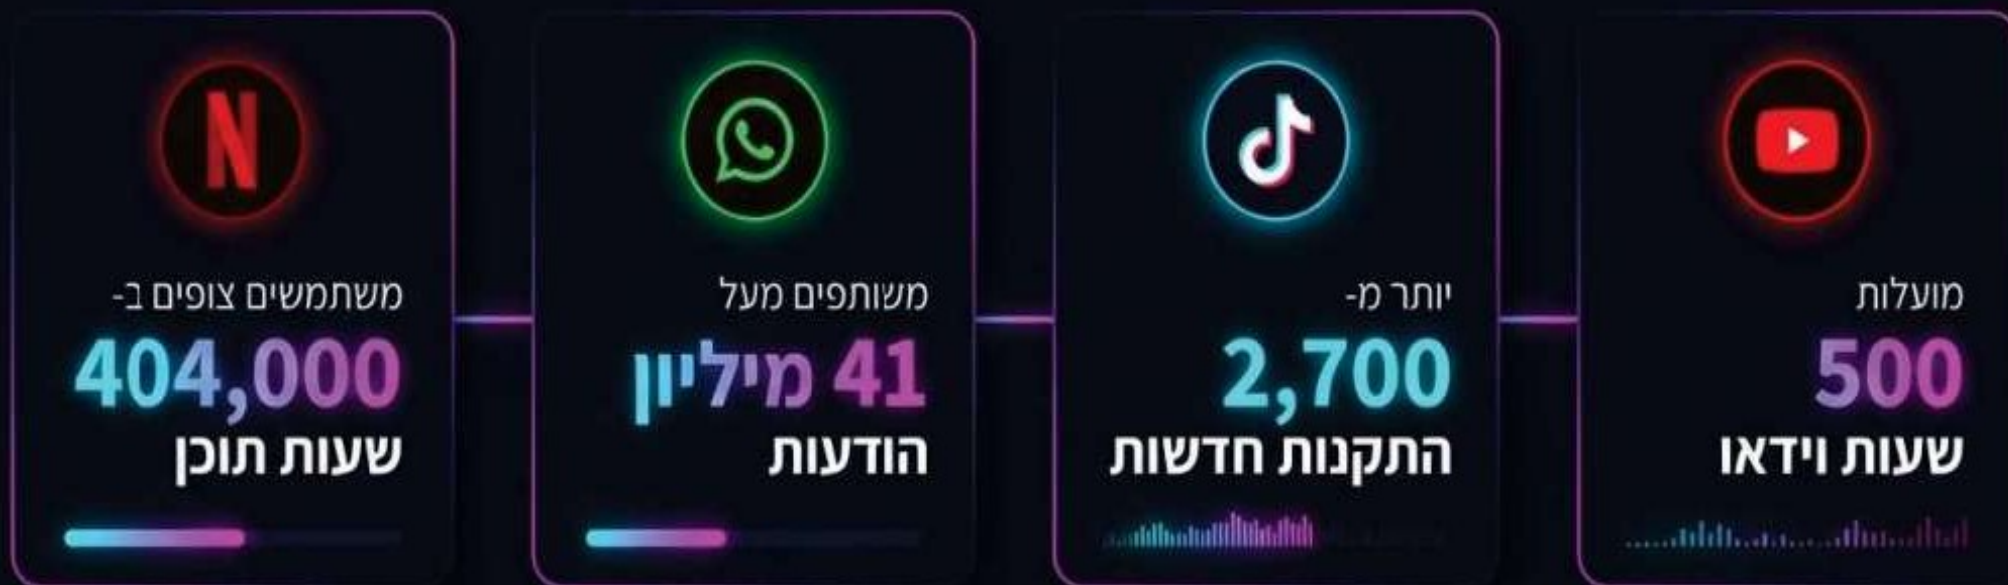 מועלות
500
שעות וידאו
יותר מ-
2,700
התקנות חדשות
משותפים מעל
41 מיליון
הודעות
משתמשים צופים ב-
404,000
שעות תוכן